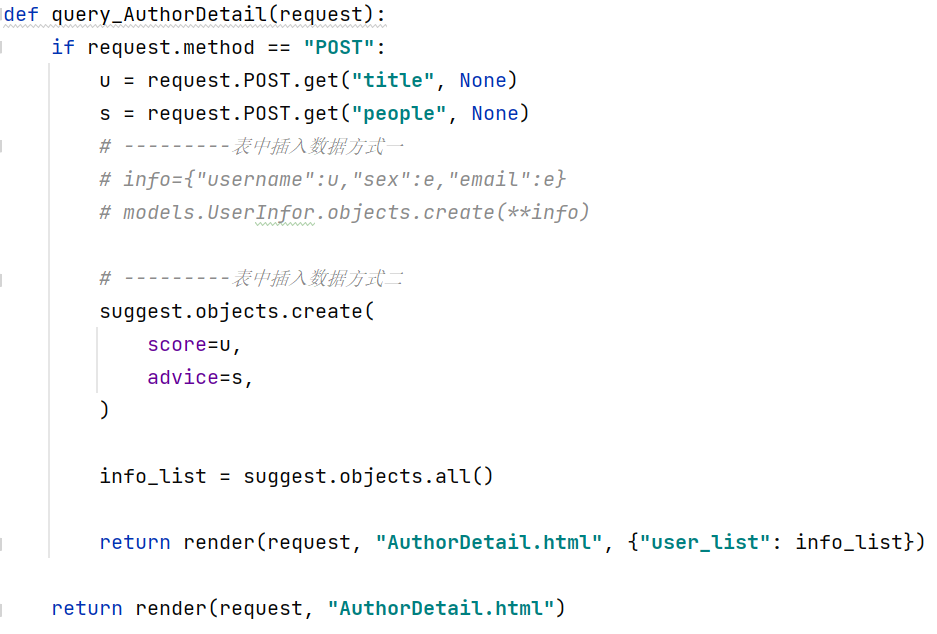 def query_AuthorDetail(request):
    if request.method == "POST":
        u = request.POST.get("title", None)
        s = request.POST.get("people", None)
        # ---------表中插入数据方式一
        # info={"username":u,"sex":e,"email":e}
        # models.UserInfor.objects.create(**info)
        # ---------表中插入数据方式二
        suggest.objects.create(
            score=u,
            advice=s,
        )
        info_list = suggest.objects.all()
        return render(request, "AuthorDetail.html", {"user_list": info_list})
    return render(request, "AuthorDetail.html")